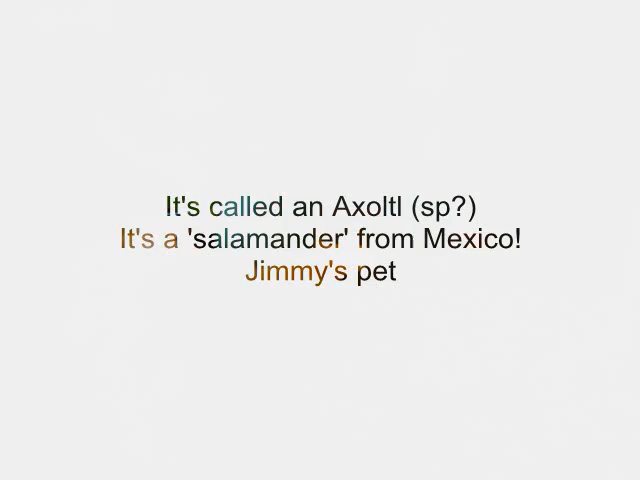 It's called an Axoltl (sp?)
It's a 'salamander' from Mexico!
Jimmy's pet